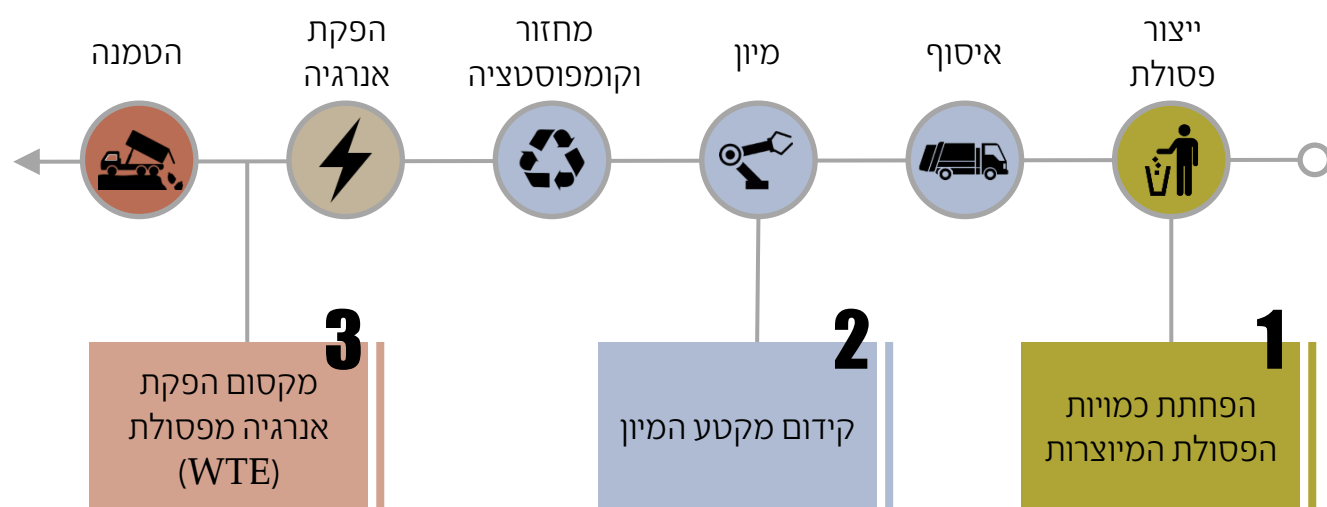 ייצור
פסולת
איסוף
מיון
מחזור
וקומפוסטציה
הפקת
אנרגיה
הטמנה
1
הפחתת כמויות
הפסולת המיוצרות
2
קידום מקטע המיון
3
מקסום הפקת
אנרגיה מפסולת
(WTE)